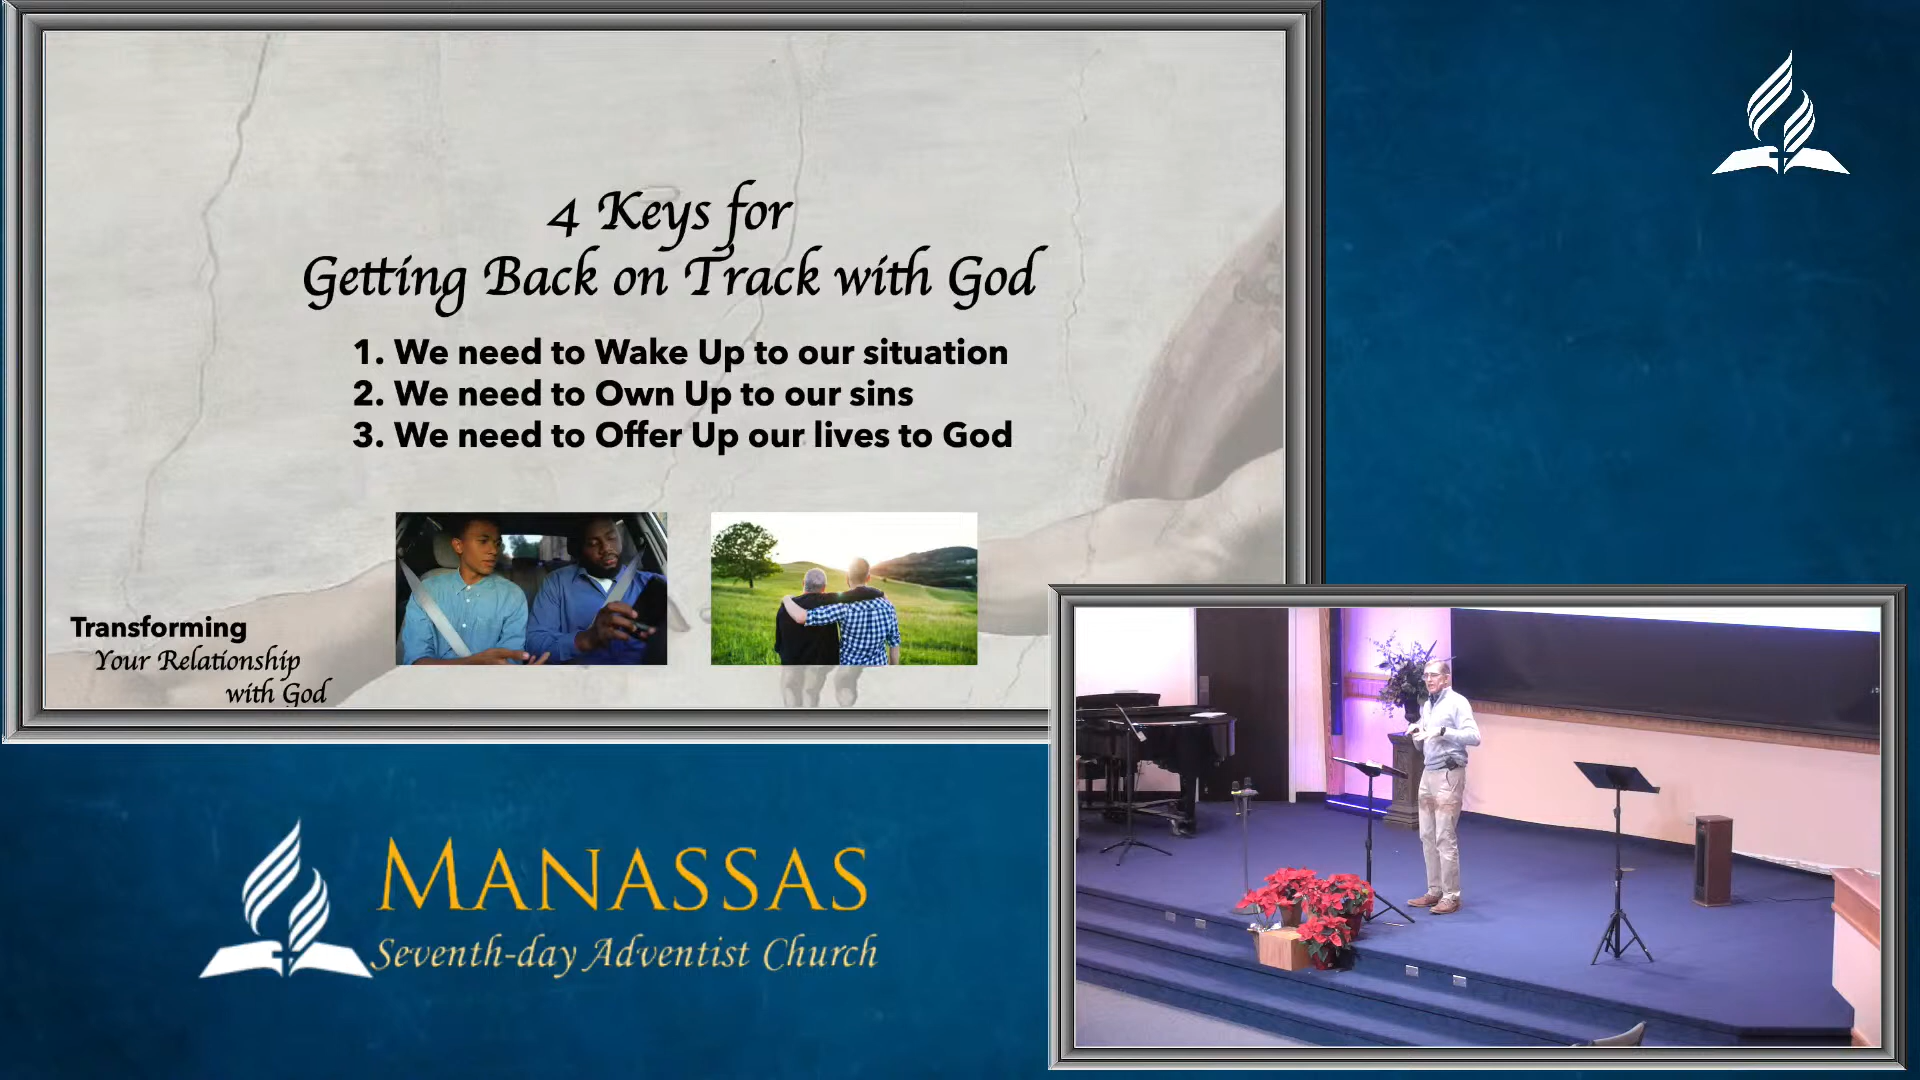 4 Keys for
Getting Back on Track with God
1. We need to Wake Up to our situation
2. We need to Own Up to our sins
3. We need to Offer Up our lives to God
Transforming
Your Relationship
with God
MANASSAS
Seventh-day Adventist Church